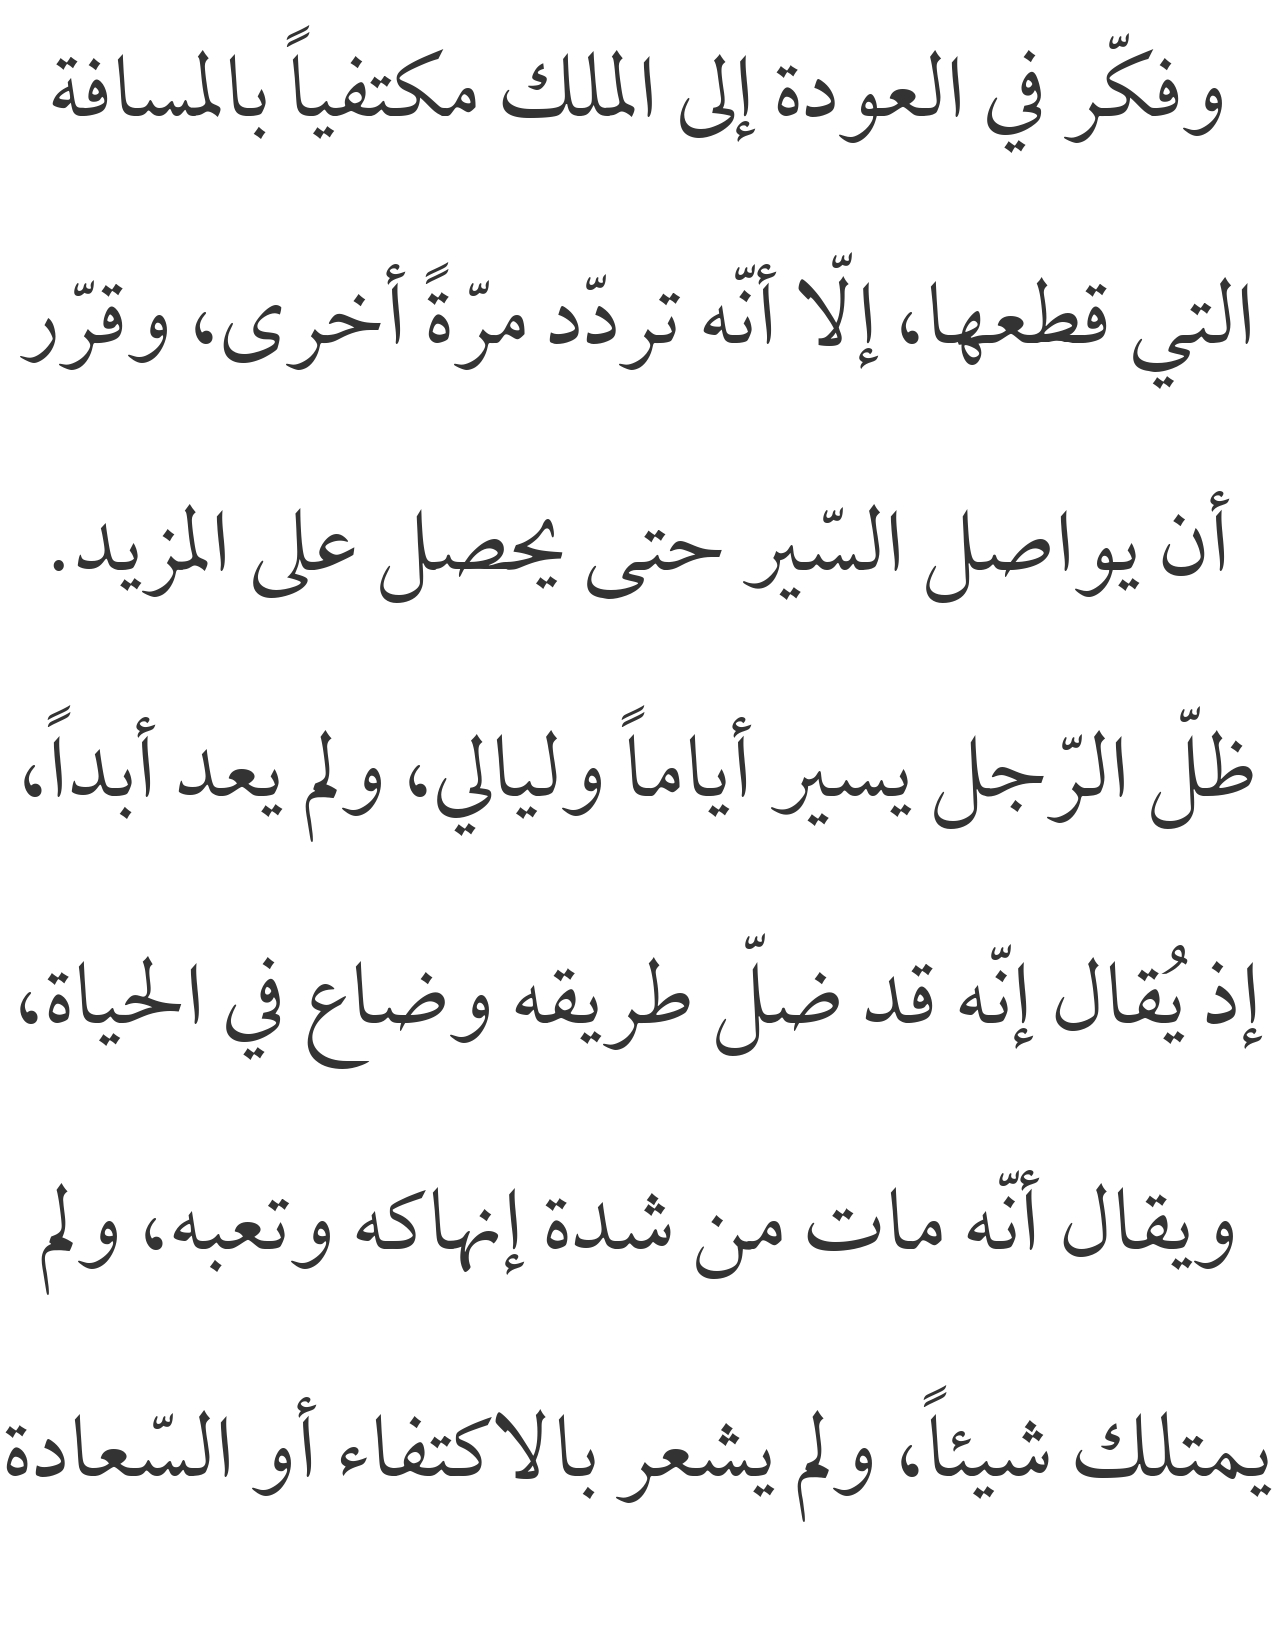 وفكّر في العودة إلى الملك مكتفياً بالمسافة
التي قطعها، إلّا أنّه تردّد مرّةً أخرى، وقرّر
أن يواصل السّير حتى يحصل على المزيد.
ظلّ الرّجل يسير أياماً وليالي، ولم يعد أبداً،
إذ يُقال إنّه قد ضلّ طريقه وضاع في الحياة،
ويقال أنّه مات من شدة إنهاكه وتعبه، ولم
يمتلك شيئاً، ولم يشعر بالاكتفاء أو السّعادة